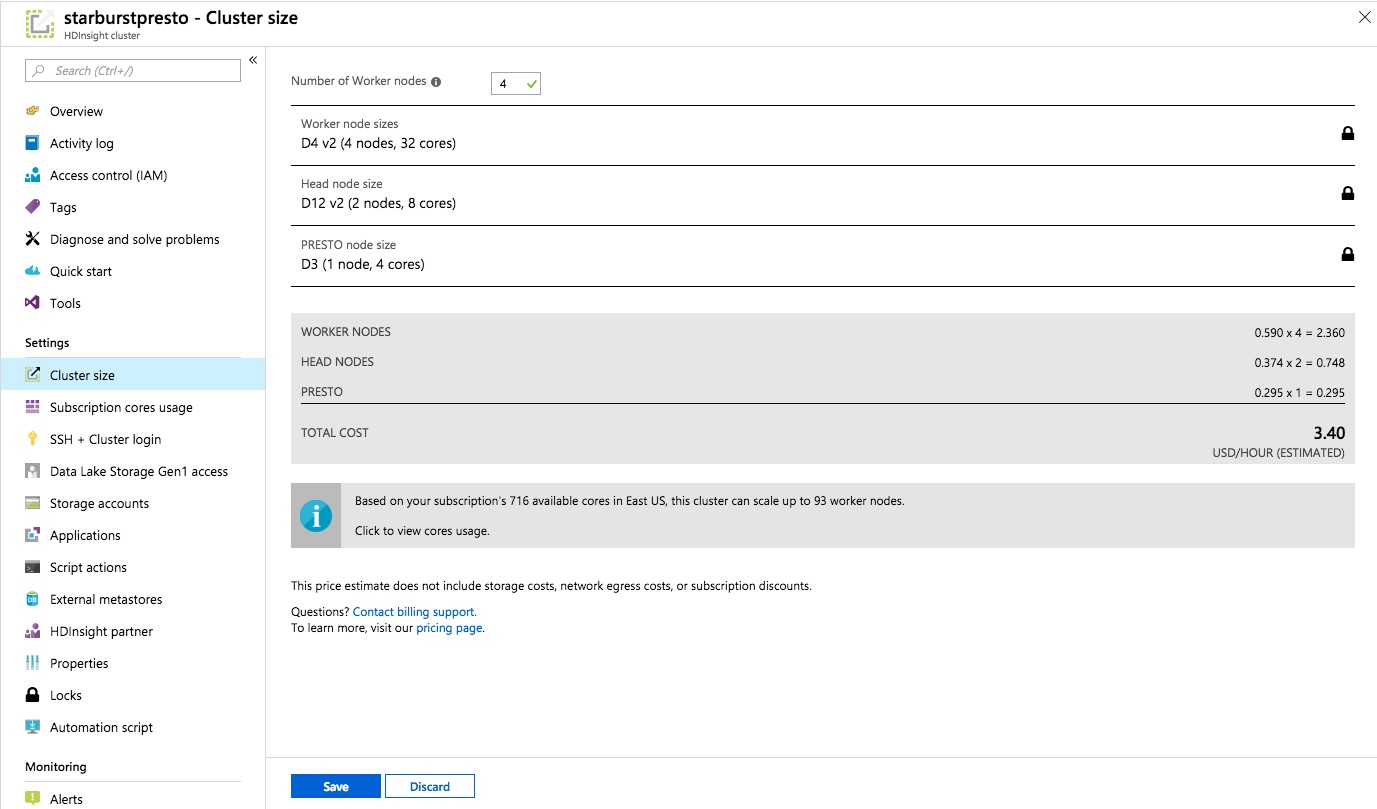 starburstpresto - Cluster size
HDInsight cluster
Search (Ctrl+/)
«
Overview
Activity log
Access control (IAM)
Tags
Diagnose and solve problems
Quick start
Tools
Settings
Cluster size
Subscription cores usage
SSH + Cluster login
Data Lake Storage Gen1 access
Storage accounts
Applications
Script actions
External metastores
HDInsight partner
Properties
Locks
Automation script
Monitoring
Alerts
Number of Worker nodes 4
Worker node sizes
D4 v2 (4 nodes, 32 cores)
Head node size
D12 v2 (2 nodes, 8 cores)
PRESTO node size
D3 (1 node, 4 cores)
WORKER NODES 0.590 x 4 = 2.360
HEAD NODES 0.374 x 2 = 0.748
PRESTO 0.295 x 1 = 0.295
TOTAL COST 3.40
USD/HOUR (ESTIMATED)
Based on your subscription's 716 available cores in East US, this cluster can scale up to 93 worker nodes.
Click to view cores usage.
This price estimate does not include storage costs, network egress costs, or subscription discounts.
Questions? Contact billing support.
To learn more, visit our pricing page.
Save Discard